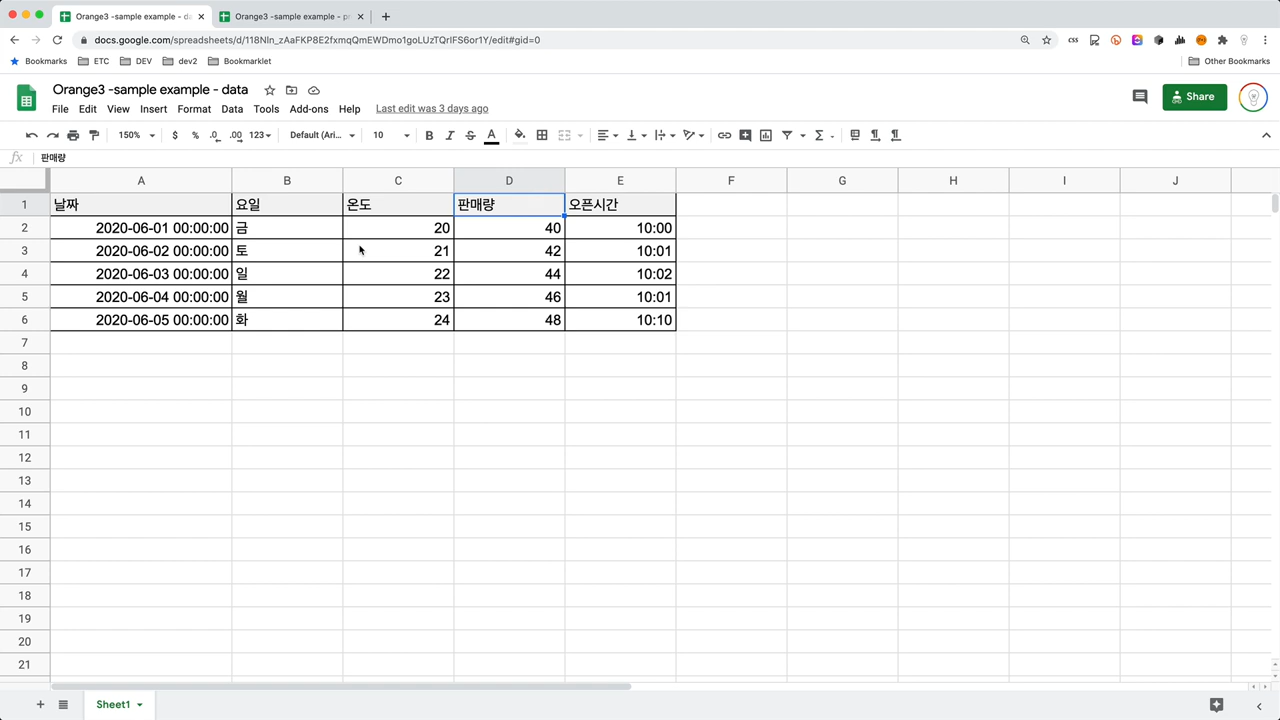 Orange3 -sample example - da
Orange3 -sample example - pr
docs.google.com/spreadsheets/d/118Nln_zAaFKP8E2fxmqQmEWDmo1goLUzTQrIFS6or1Y/edit#gid=0
Bookmarks ETC DEV dev2 Bookmarklet Other Bookmarks
Orange3 -sample example - data
File Edit View Insert Format Data Tools Add-ons Help Last edit was 3 days ago
Share
150% $ % .0 .00 123 Default (Ari... 10 B I S A
fx 판매량
A B C D E F G H I J
1 날짜 요일 온도 판매량 오픈시간
2 2020-06-01 00:00:00 금 20 40 10:00
3 2020-06-02 00:00:00 토 21 42 10:01
4 2020-06-03 00:00:00 일 22 44 10:02
5 2020-06-04 00:00:00 월 23 46 10:01
6 2020-06-05 00:00:00 화 24 48 10:10
7
8
9
10
11
12
13
14
15
16
17
18
19
20
21
Sheet1